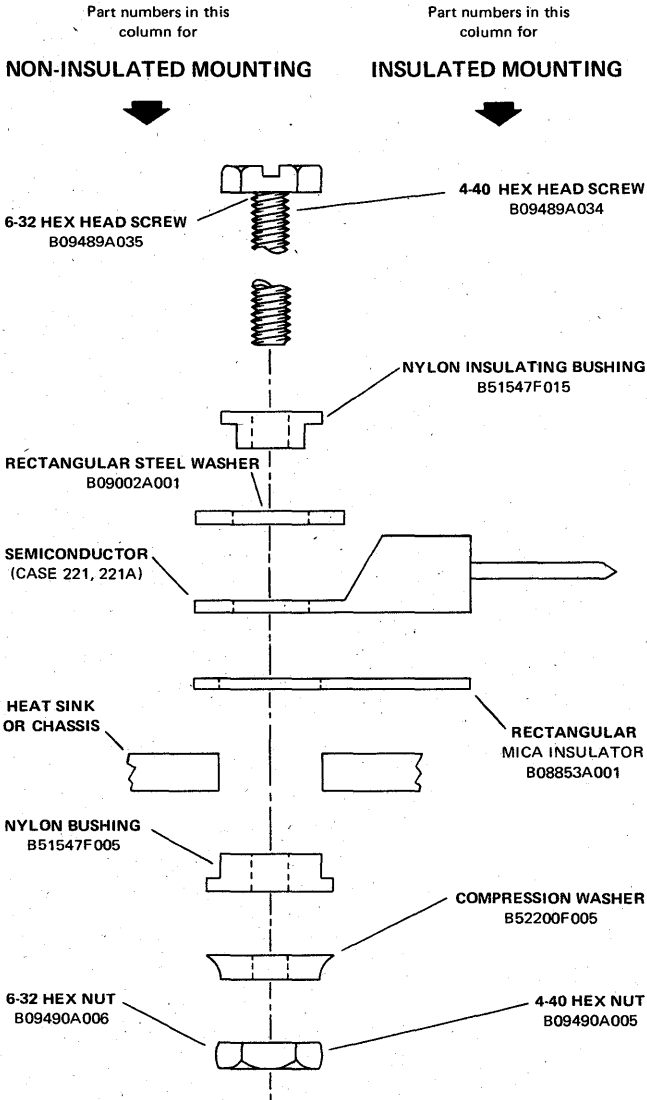 Part numbers in this
column for
NON-INSULATED MOUNTING
Part numbers in this
column for
INSULATED MOUNTING
6-32 HEX HEAD SCREW
B09489A035
4-40 HEX HEAD SCREW
B09489A034
NYLON INSULATING BUSHING
B51547F015
RECTANGULAR STEEL WASHER
B09002A001
SEMICONDUCTOR
(CASE 221, 221A)
HEAT SINK
OR CHASSIS
RECTANGULAR
MICA INSULATOR
B08853A001
NYLON BUSHING
B51547F005
COMPRESSION WASHER
B52200F005
6-32 HEX NUT
B09490A006
4-40 HEX NUT
B09490A005